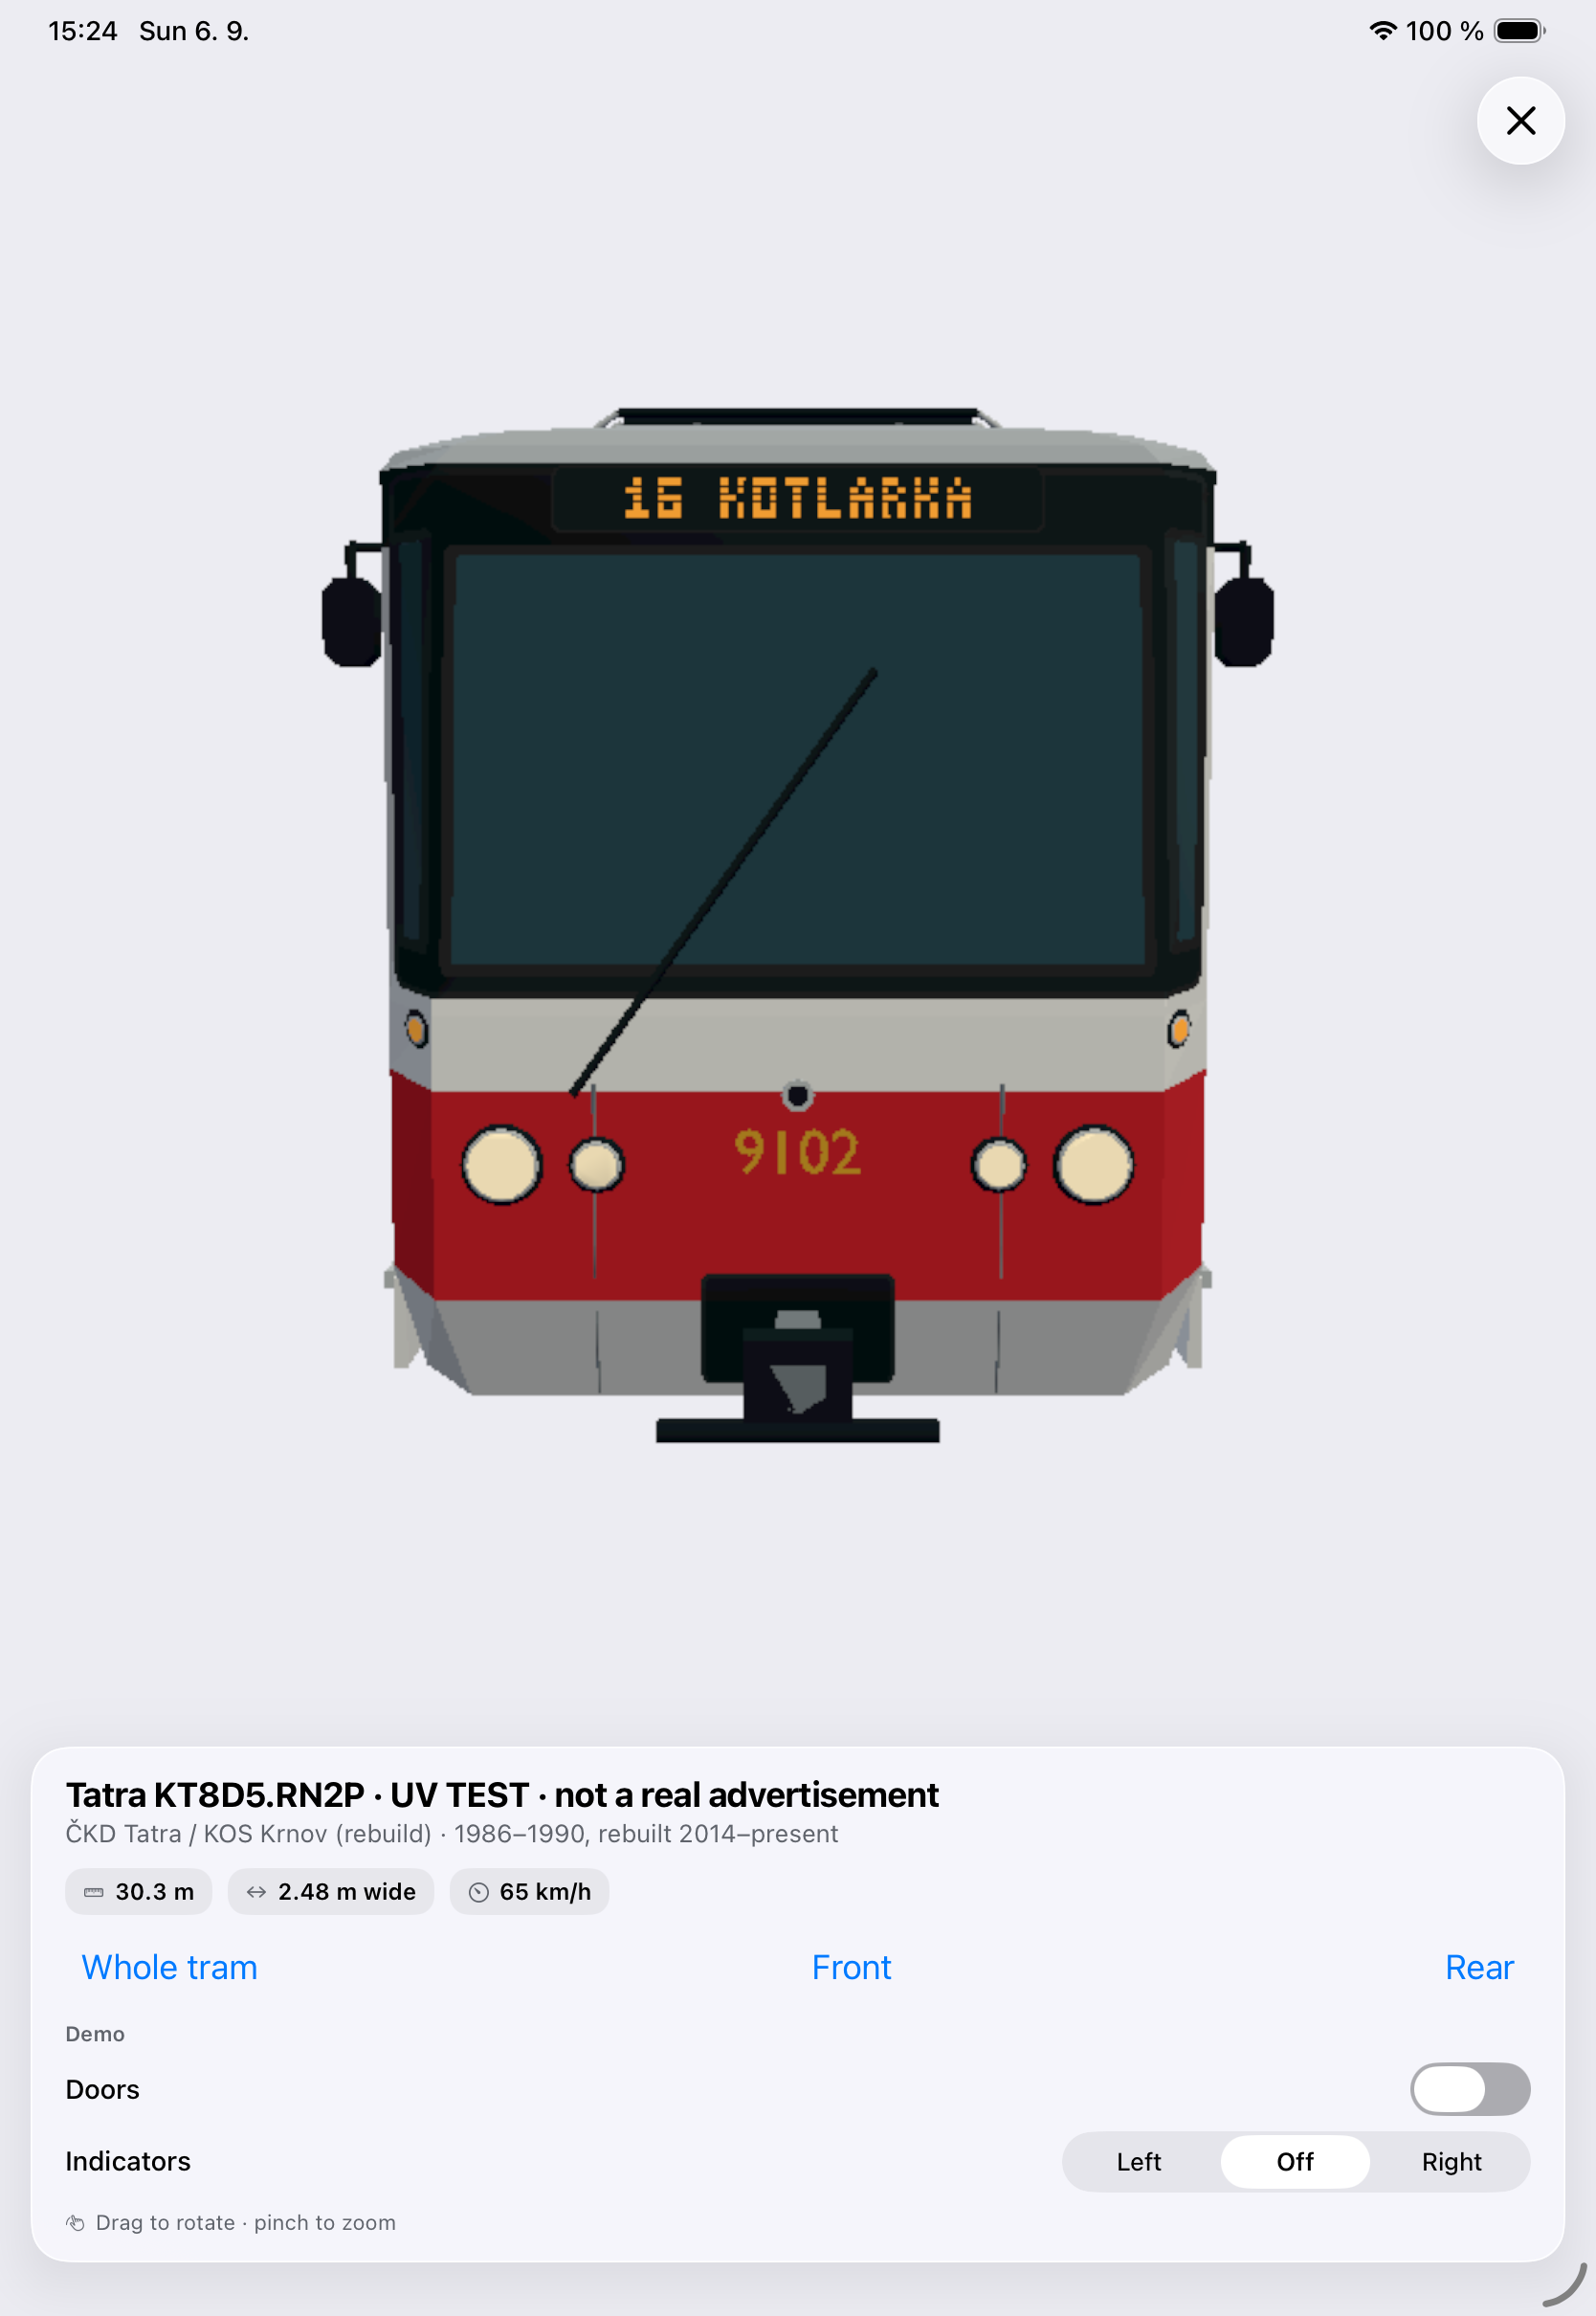 15:24 Sun 6. 9.
100 %
16 KOTLÁŘKA
9102
Tatra KT8D5.RN2P · UV TEST · not a real advertisement
ČKD Tatra / KOS Krnov (rebuild) · 1986–1990, rebuilt 2014–present
30.3 m
2.48 m wide
65 km/h
Whole tram
Front
Rear
Demo
Doors
Indicators
Left
Off
Right
Drag to rotate · pinch to zoom